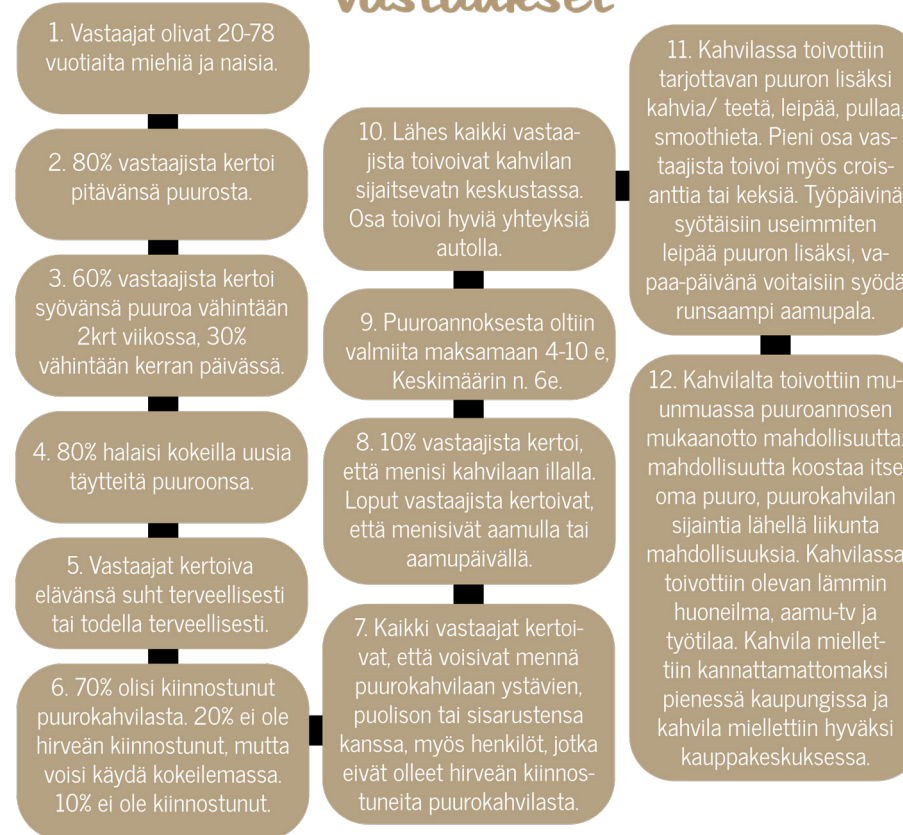 vastaukset
1. Vastaajat olivat 20-78
vuotiaita miehiä ja naisia.
2. 80% vastaajista kertoi
pitävänsä puurosta.
3. 60% vastaajista kertoi
syövänsä puuroa vähintään
2krt viikossa, 30%
vähintään kerran päivässä.
4. 80% halaisi kokeilla uusia
täytteitä puuroonsa.
5. Vastaajat kertoiva
elävänsä suht terveellisesti
tai todella terveellisesti.
6. 70% olisi kiinnostunut
puurokahvilasta. 20% ei ole
hirveän kiinnostunut, mutta
voisi käydä kokeilemassa.
10% ei ole kiinnostunut.
7. Kaikki vastaajat kertoi-
vat, että voisivat mennä
puurokahvilaan ystävien,
puolison tai sisarustensa
kanssa, myös henkilöt, jotka
eivät olleet hirveän kiinnos-
tuneita puurokahvilasta.
8. 10% vastaajista kertoi,
että menisi kahvilaan illalla.
Loput vastaajista kertoivat,
että menisivät aamulla tai
aamupäivällä.
9. Puuroannoksesta oltiin
valmiita maksamaan 4-10 e,
Keskimäärin n. 6e.
10. Lähes kaikki vastaa-
jista toivoivat kahvilan
sijaitsevatn keskustassa.
Osa toivoi hyviä yhteyksiä
autolla.
11. Kahvilassa toivottiin
tarjottavan puuron lisäksi
kahvia/ teetä, leipää, pullaa,
smoothieta. Pieni osa vas-
taajista toivoi myös crois-
anttia tai keksiä. Työpäivinä
syötäisiin useimmiten
leipää puuron lisäksi, va-
paa-päivänä voitaisiin syödä
runsaampi aamupala.
12. Kahvilalta toivottiin mu-
unmuassa puuroannosen
mukaanotto mahdollisuutta.
mahdollisuutta koostaa itse
oma puuro, puurokahvilan
sijaintia lähellä liikunta
mahdollisuuksia. Kahvilassa
toivottiin olevan lämmin
huoneilma, aamu-tv ja
työtilaa. Kahvila miellet-
tiin kannattamattomaksi
pienessä kaupungissa ja
kahvila miellettiin hyväksi
kauppakeskuksessa.